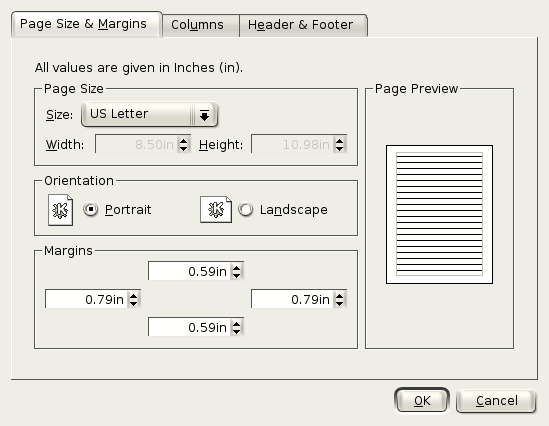 Page Size & Margins
Columns
Header & Footer
All values are given in Inches (in).
Page Size
Size: US Letter
Width: 8.50in Height: 10.98in
Orientation
Portrait
Landscape
Margins
0.59in
0.79in 0.79in
0.59in
Page Preview
OK
Cancel